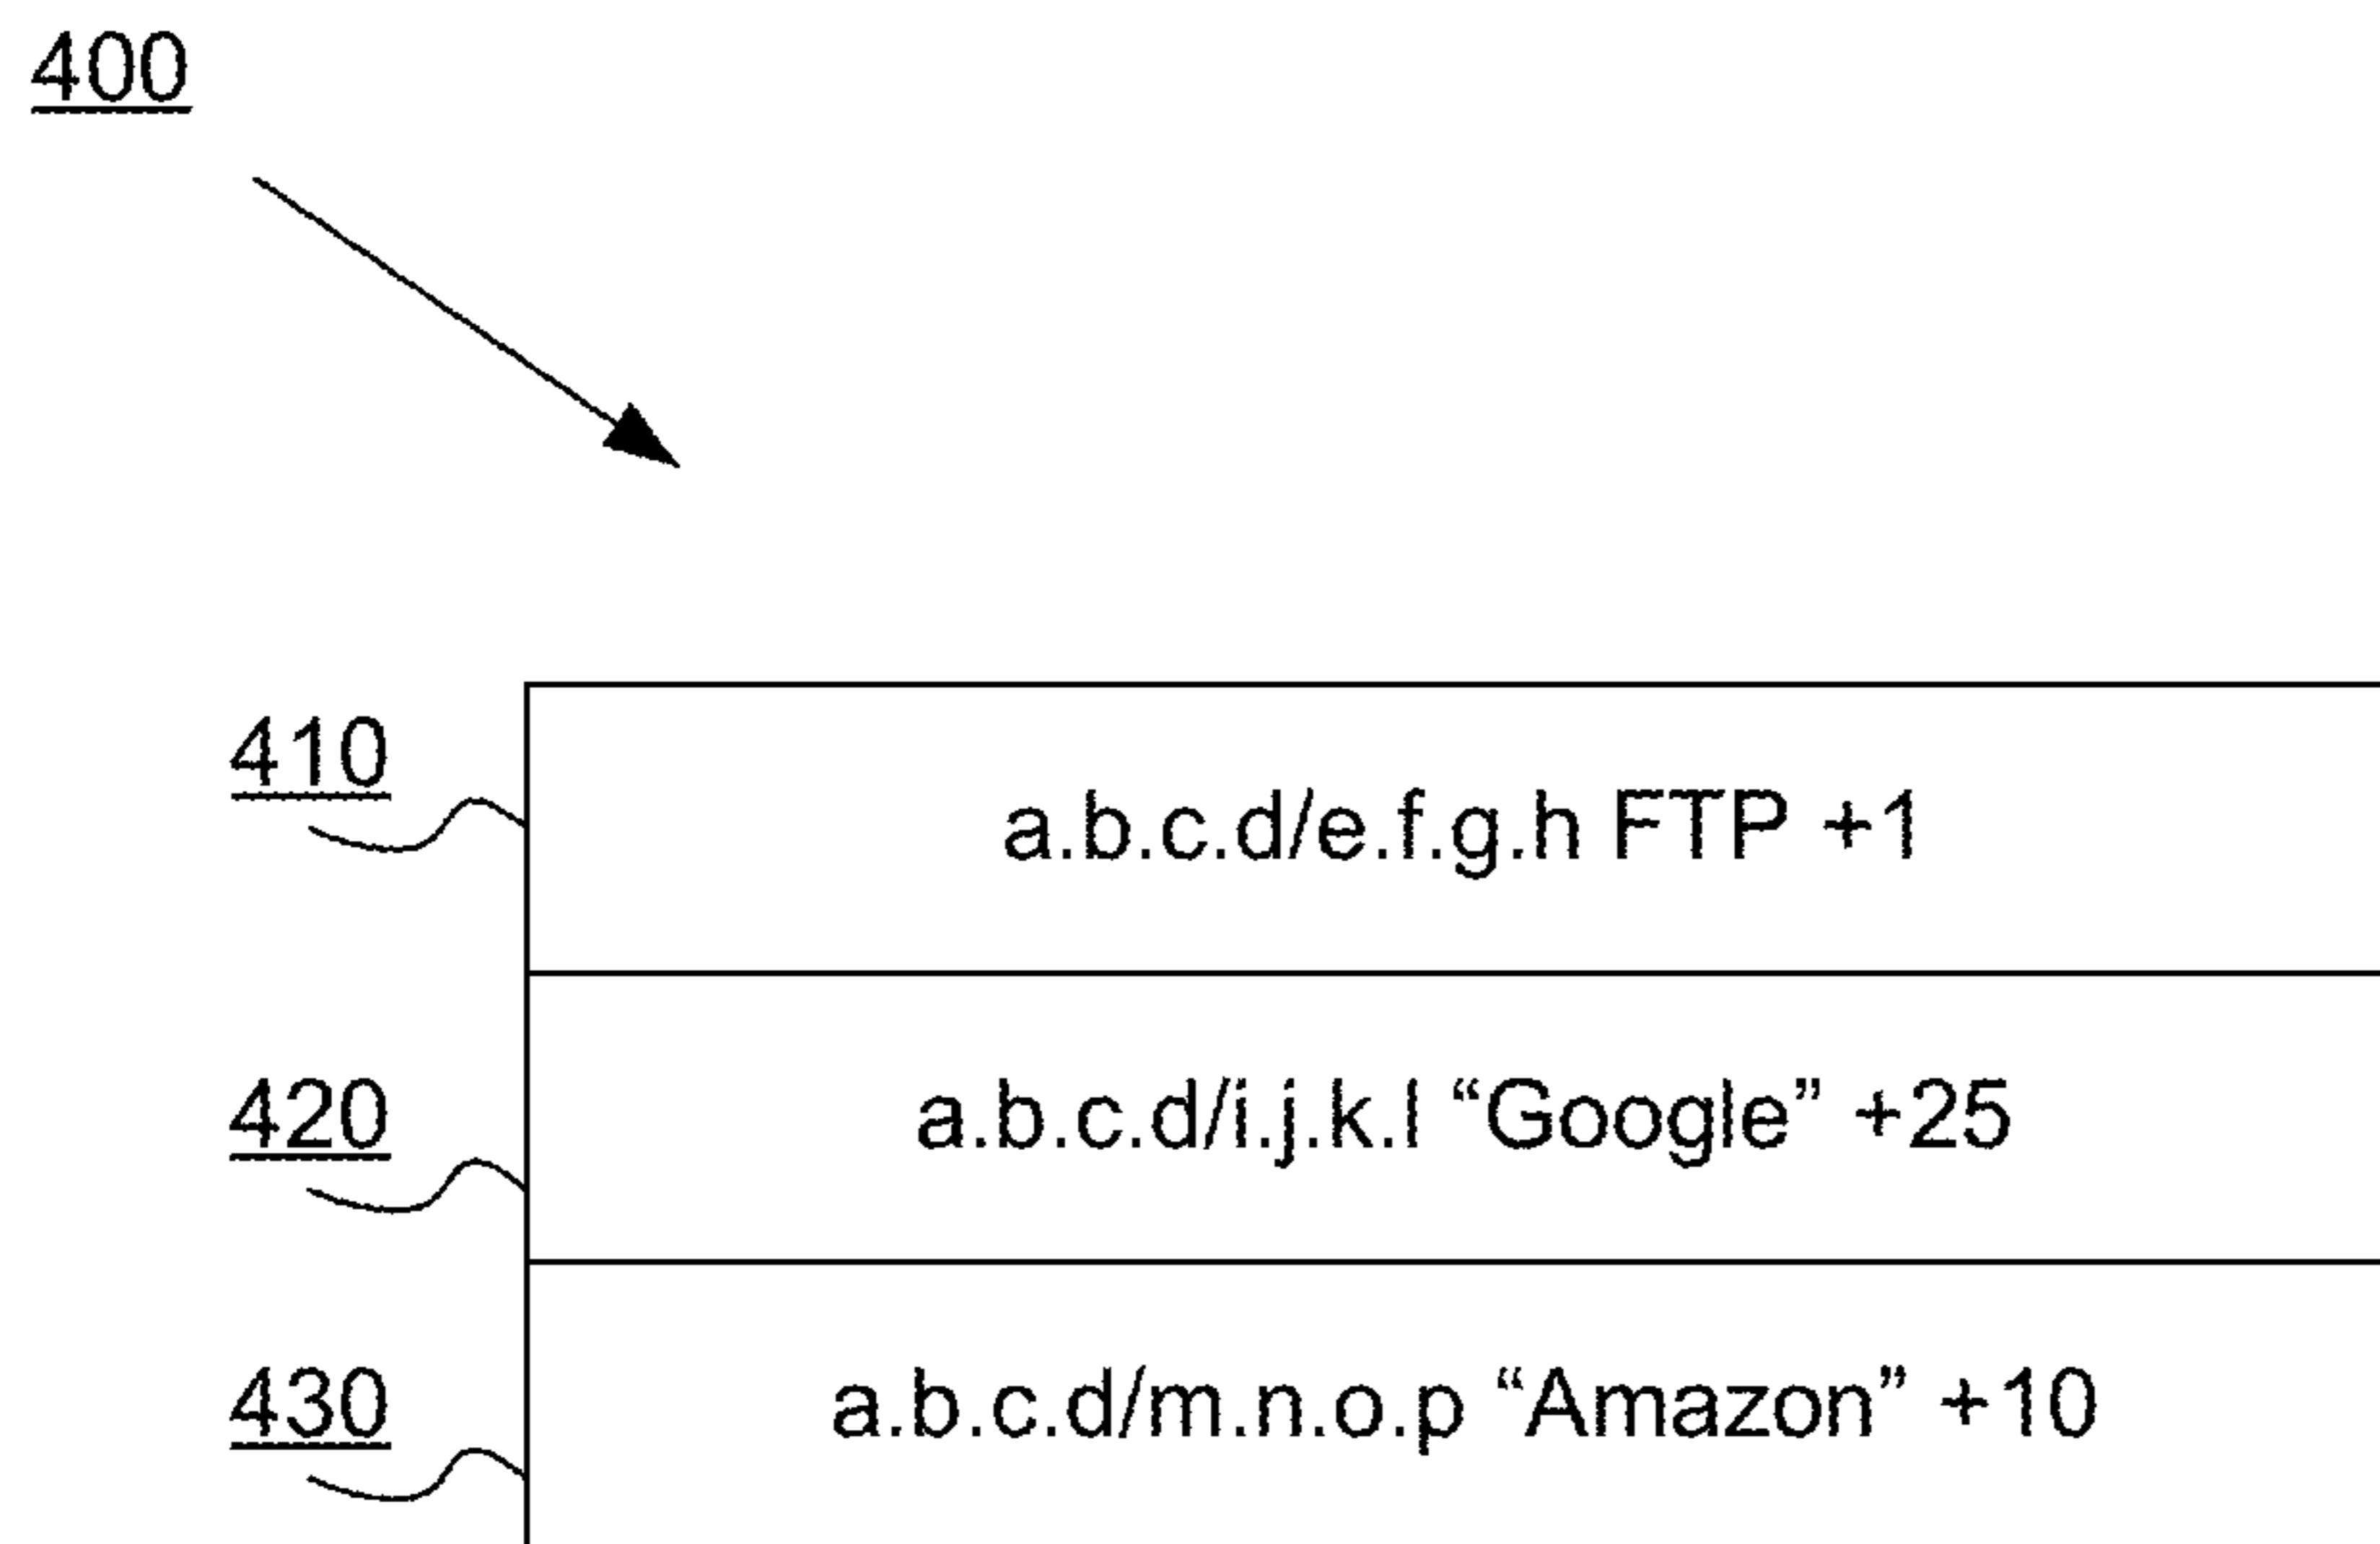 400
410
a.b.c.d/e.f.g.h FTP +1
420
a.b.c.d/i.j.k.l “Google” +25
430
a.b.c.d/m.n.o.p “Amazon” +10